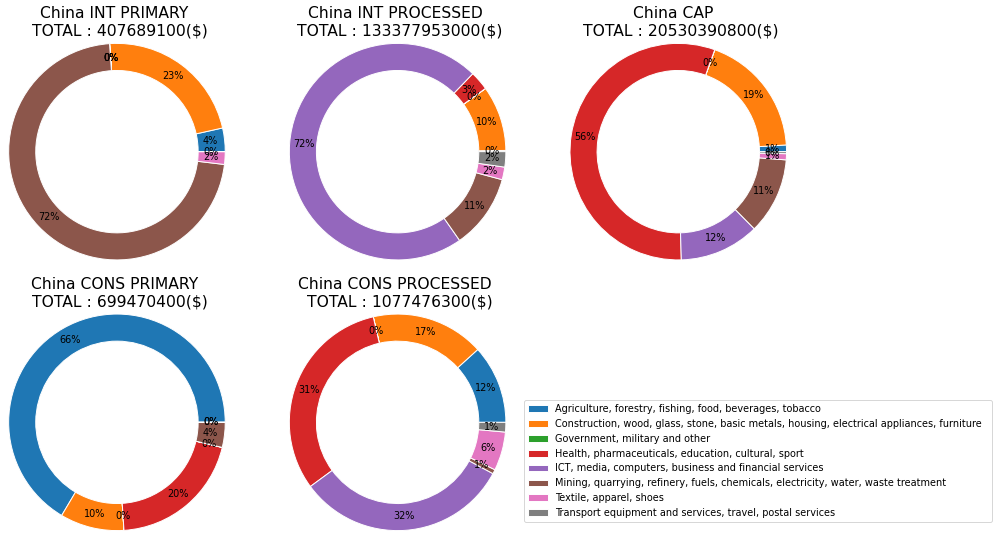 China INT PRIMARY
TOTAL : 407689100($)
0%
0%
23%
4%
0%
2%
72%
China INT PROCESSED
TOTAL : 133377953000($)
3%
0%
10%
72%
0%
2%
2%
11%
China CAP
TOTAL : 20530390800($)
0%
19%
56%
1%
0%
1%
11%
12%
China CONS PRIMARY
TOTAL : 699470400($)
66%
0%
4%
0%
20%
10%
0%
China CONS PROCESSED
TOTAL : 1077476300($)
0%
17%
12%
31%
1%
6%
1%
32%
Agriculture, forestry, fishing, food, beverages, tobacco
Construction, wood, glass, stone, basic metals, housing, electrical appliances, furniture
Government, military and other
Health, pharmaceuticals, education, cultural, sport
ICT, media, computers, business and financial services
Mining, quarrying, refinery, fuels, chemicals, electricity, water, waste treatment
Textile, apparel, shoes
Transport equipment and services, travel, postal services